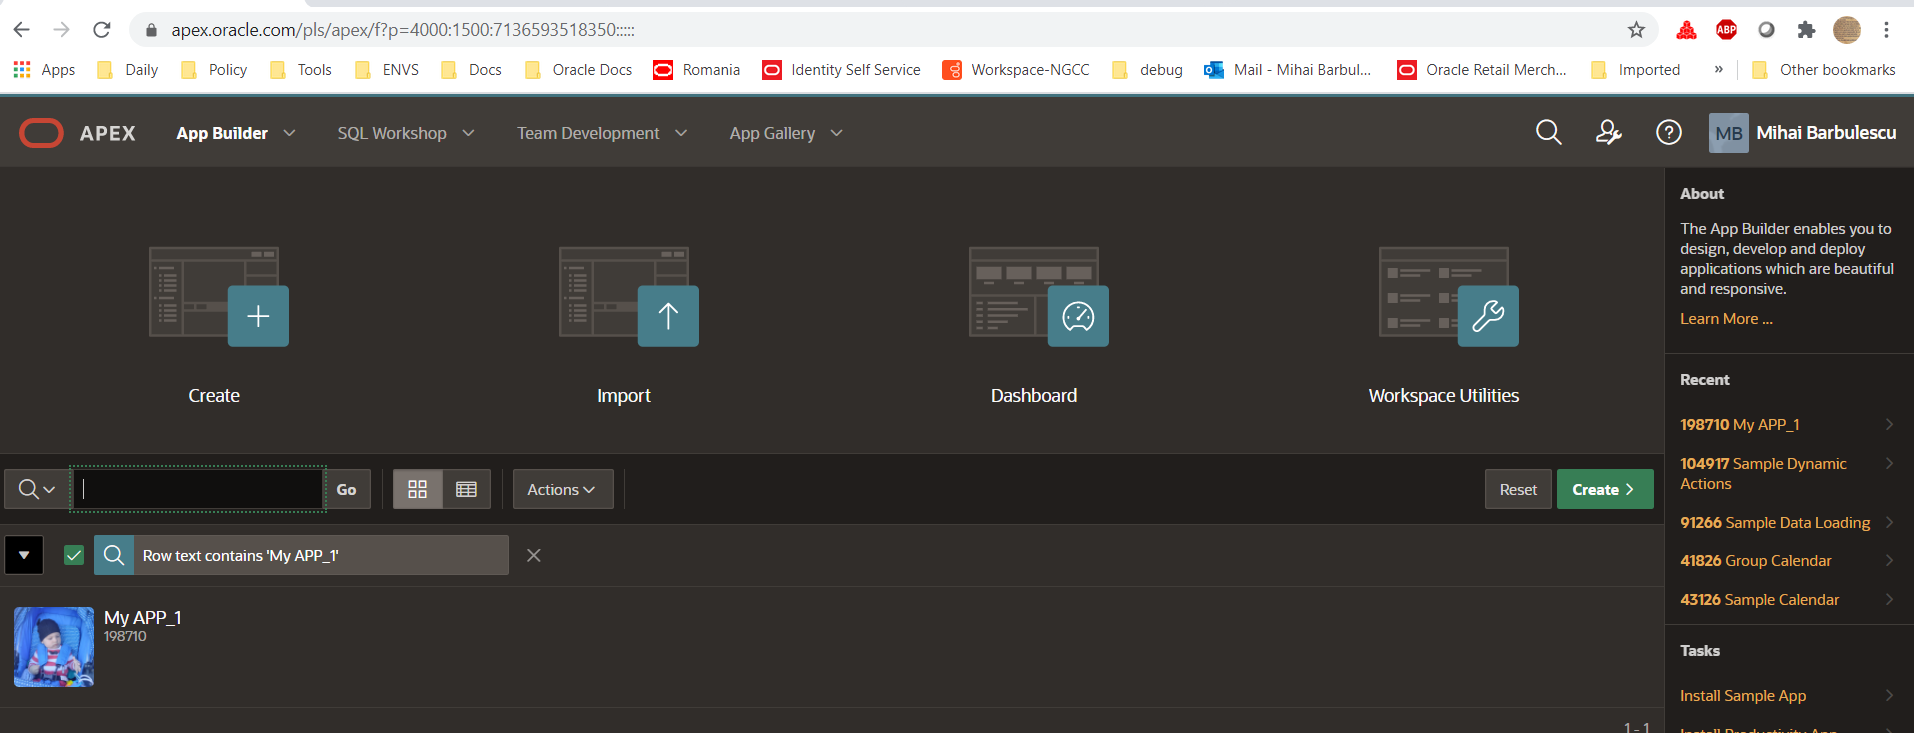 apex.oracle.com/pls/apex/f?p=4000:1500:7136593518350:::::
ABP
Apps Daily Policy Tools ENVS Docs Oracle Docs Romania Identity Self Service Workspace-NGCC debug Mail - Mihai Barbul... Oracle Retail Merch... Imported » Other bookmarks
APEX App Builder SQL Workshop Team Development App Gallery MB Mihai Barbulescu
Create Import Dashboard Workspace Utilities
Go Actions Reset Create
Row text contains 'My APP_1'
My APP_1
198710
1 - 1
About
The App Builder enables you to
design, develop and deploy
applications which are beautiful
and responsive.
Learn More ...
Recent
198710 My APP_1
104917 Sample Dynamic
Actions
91266 Sample Data Loading
41826 Group Calendar
43126 Sample Calendar
Tasks
Install Sample App
Install Productivity App